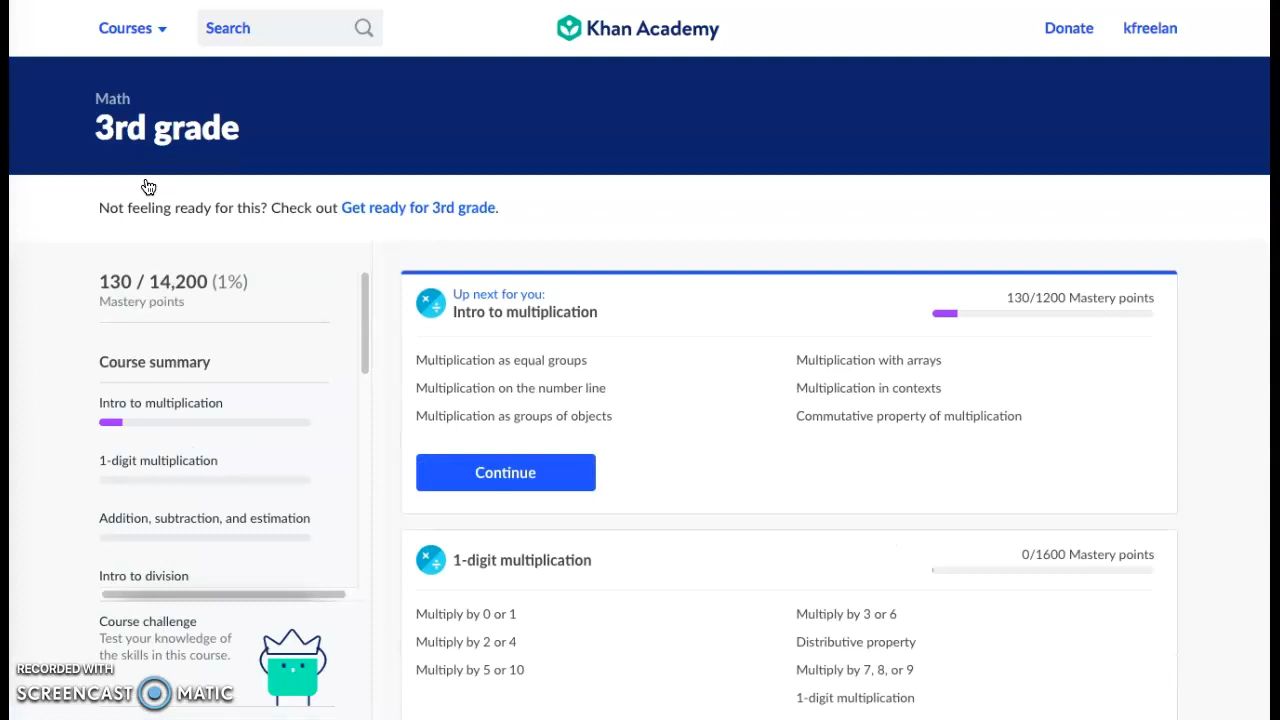 Courses
Search
Khan Academy
Donate
kfreelan
Math
3rd grade
Not feeling ready for this? Check out Get ready for 3rd grade.
130 / 14,200 (1%)
Mastery points
Course summary
Intro to multiplication
1-digit multiplication
Addition, subtraction, and estimation
Intro to division
Course challenge
Test your knowledge of
the skills in this course.
Up next for you:
Intro to multiplication
130/1200 Mastery points
Multiplication as equal groups
Multiplication with arrays
Multiplication on the number line
Multiplication in contexts
Multiplication as groups of objects
Commutative property of multiplication
Continue
1-digit multiplication
0/1600 Mastery points
Multiply by 0 or 1
Multiply by 3 or 6
Multiply by 2 or 4
Distributive property
Multiply by 5 or 10
Multiply by 7, 8, or 9
1-digit multiplication
RECORDED WITH
SCREENCAST MATIC